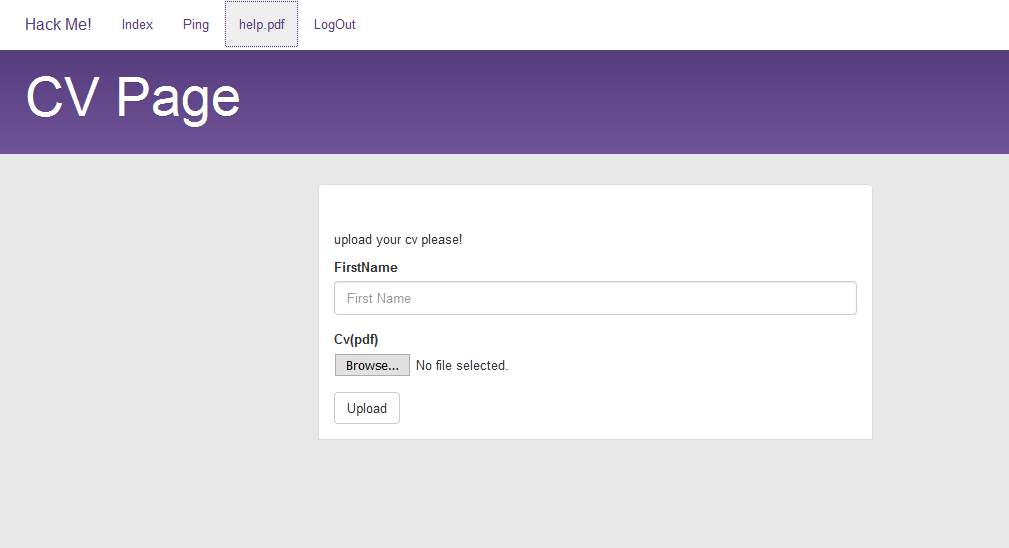 Hack Me! Index Ping help.pdf LogOut
CV Page
upload your cv please!
FirstName
First Name
Cv(pdf)
Browse... No file selected.
Upload